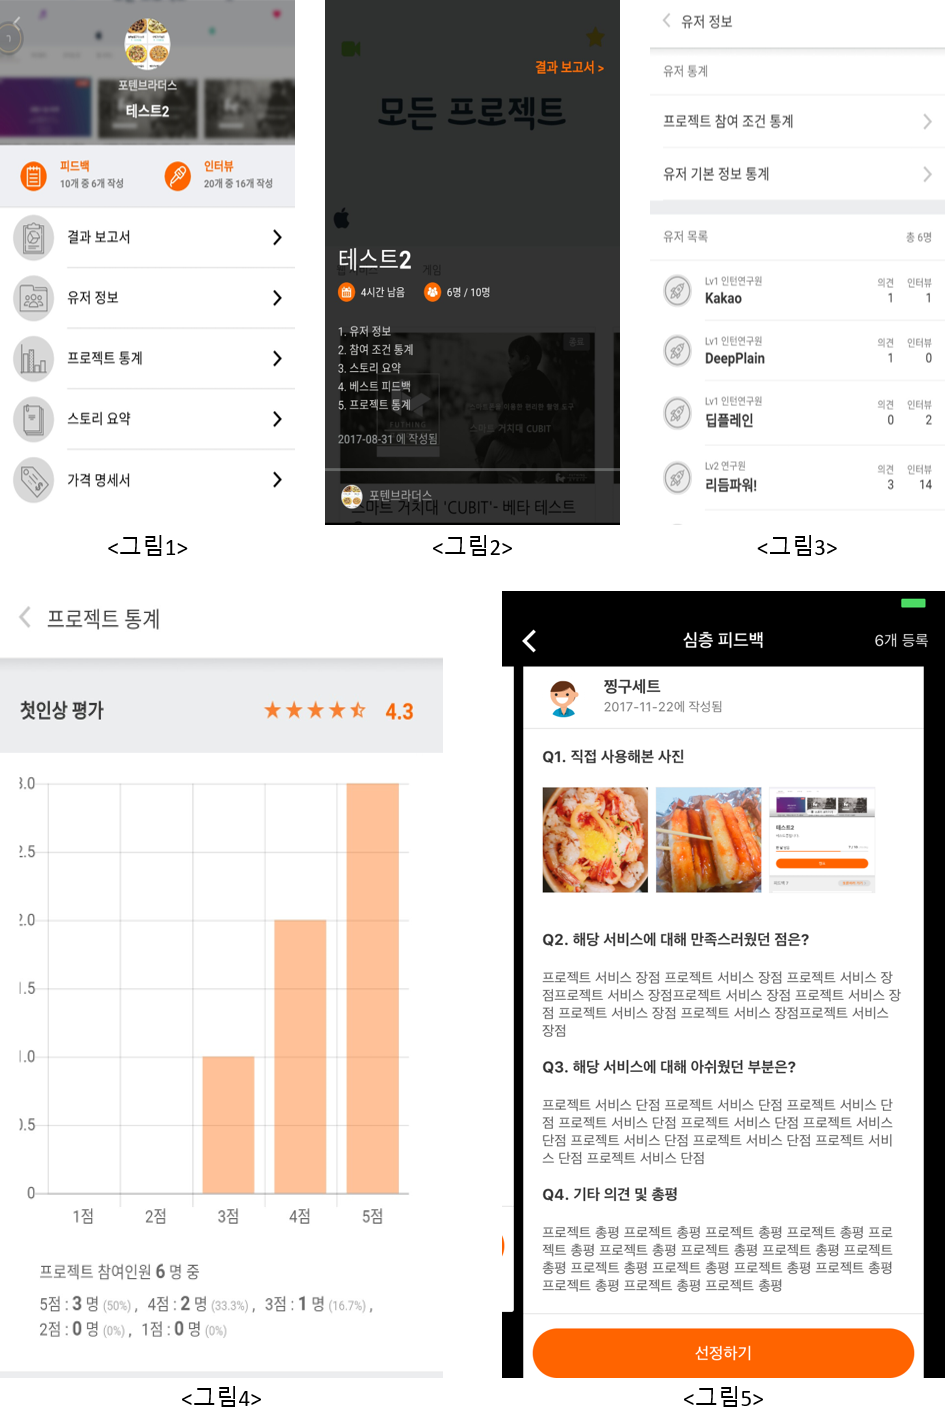 포텐브라더스
테스트2
피드백
10개 중 6개 작성
인터뷰
20개 중 16개 작성
결과 보고서
유저 정보
프로젝트 통계
스토리 요약
가격 명세서
<그림1>
결과 보고서 >
모든 프로젝트
테스트2
게임
4시간 남음
6명 / 10명
1. 유저 정보
2. 참여 조건 통계
3. 스토리 요약
4. 베스트 피드백
5. 프로젝트 통계
종료
스마트 거치대 CUBIT
2017-08-31 에 작성됨
포텐브라더스
스마트 거치대 'CUBIT'- 베타 테스트
<그림2>
유저 정보
유저 통계
프로젝트 참여 조건 통계
유저 기본 정보 통계
유저 목록 총 6명
Lv1 인턴연구원 의견 인터뷰
Kakao 1 1
Lv1 인턴연구원 의견 인터뷰
DeepPlain 1 0
Lv1 인턴연구원 의견 인터뷰
딥플레인 0 2
Lv2 연구원 의견 인터뷰
리듬파워! 3 14
<그림3>
프로젝트 통계
첫인상 평가 4.3
3.0
2.5
2.0
1.5
1.0
0.5
0
1점 2점 3점 4점 5점
프로젝트 참여인원 6 명 중
5점 : 3 명 (50%) , 4점 : 2 명 (33.3%) , 3점 : 1 명 (16.7%) ,
2점 : 0 명 (0%) , 1점 : 0 명 (0%)
<그림4>
심층 피드백 6개 등록
찡구세트
2017-11-22에 작성됨
Q1. 직접 사용해본 사진
테스트2
Q2. 해당 서비스에 대해 만족스러웠던 점은?
프로젝트 서비스 장점 프로젝트 서비스 장점 프로젝트 서비스 장
점프로젝트 서비스 장점프로젝트 서비스 장점 프로젝트 서비스 장
점 프로젝트 서비스 장점 프로젝트 서비스 장점프로젝트 서비스
장점
Q3. 해당 서비스에 대해 아쉬웠던 부분은?
프로젝트 서비스 단점 프로젝트 서비스 단점 프로젝트 서비스 단
점 프로젝트 서비스 단점 프로젝트 서비스 단점 프로젝트 서비스
단점 프로젝트 서비스 단점 프로젝트 서비스 단점 프로젝트 서비
스 단점 프로젝트 서비스 단점
Q4. 기타 의견 및 총평
프로젝트 총평 프로젝트 총평 프로젝트 총평 프로젝트 총평 프로
젝트 총평 프로젝트 총평 프로젝트 총평 프로젝트 총평 프로젝트
총평 프로젝트 총평 프로젝트 총평 프로젝트 총평 프로젝트 총평
프로젝트 총평 프로젝트 총평 프로젝트 총평
선정하기
<그림5>